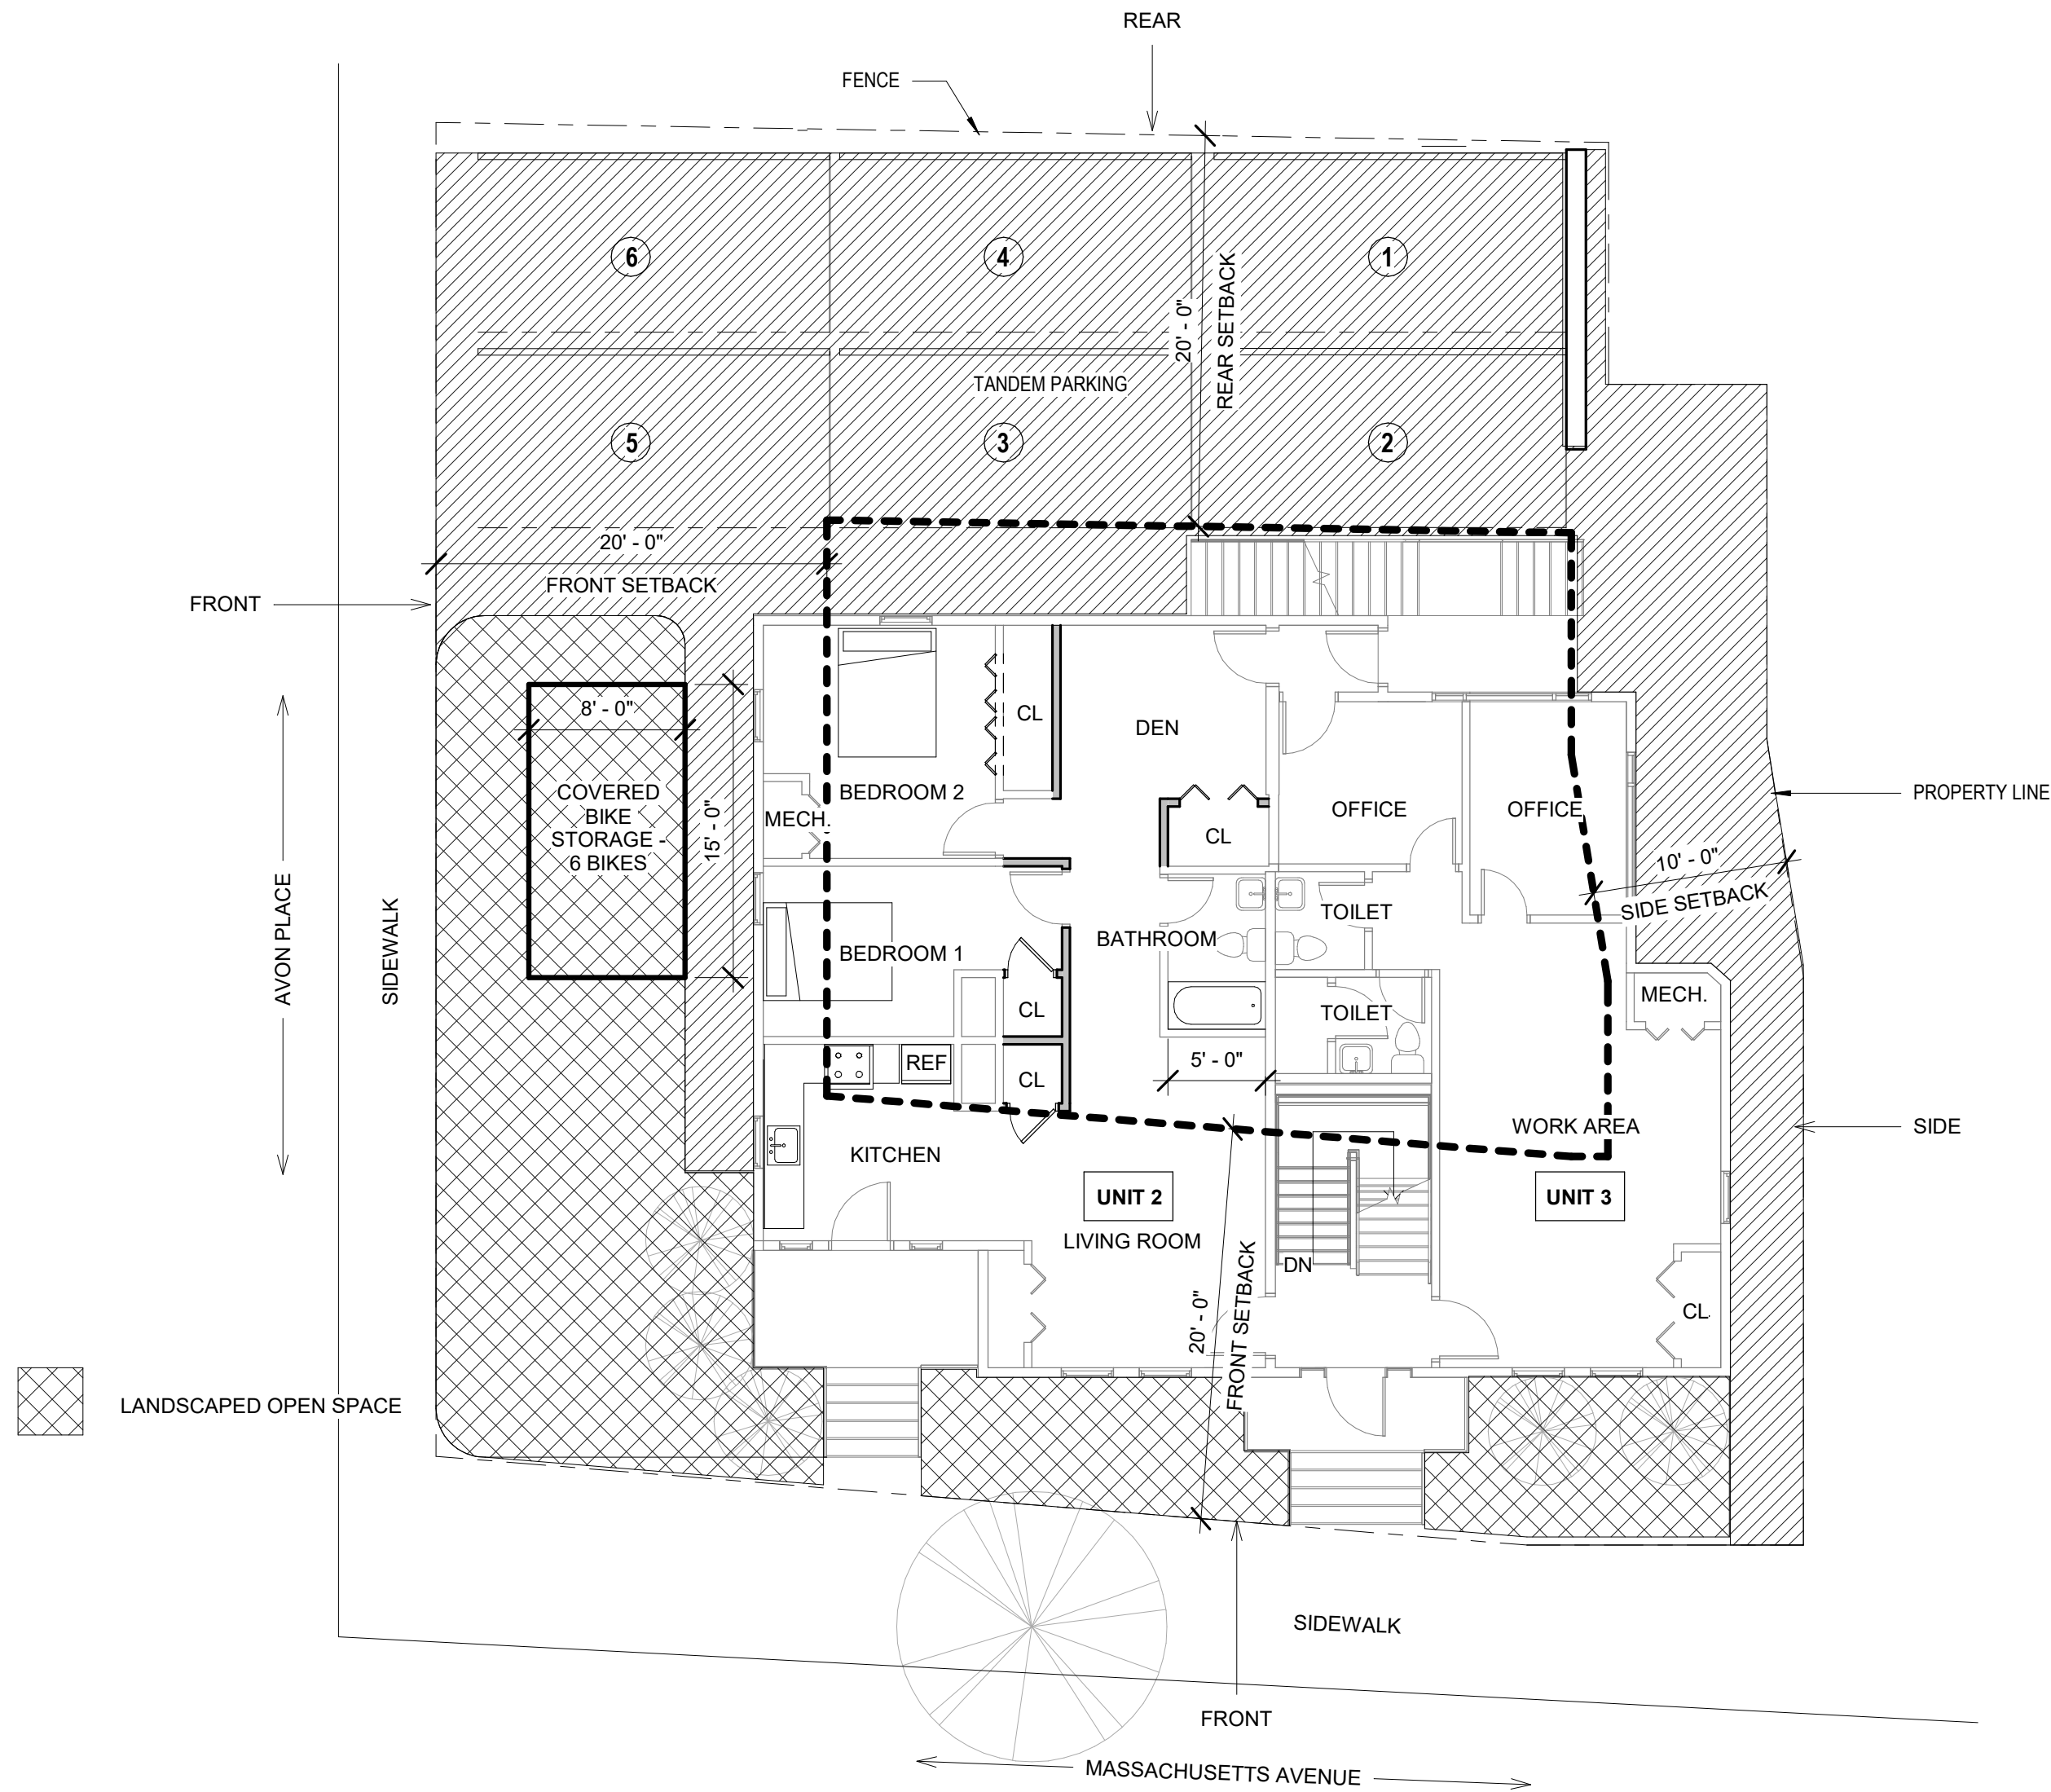 REAR
FENCE
6
4
1
20' - 0"
REAR SETBACK
TANDEM PARKING
5
3
2
20' - 0"
FRONT SETBACK
FRONT
8' - 0"
COVERED
BIKE
STORAGE -
6 BIKES
15' - 0"
AVON PLACE
SIDEWALK
CL
DEN
BEDROOM 2
MECH.
CL
OFFICE
OFFICE
PROPERTY LINE
10' - 0"
SIDE SETBACK
TOILET
BATHROOM
BEDROOM 1
CL
TOILET
MECH.
REF
CL
5' - 0"
WORK AREA
SIDE
KITCHEN
UNIT 2
UNIT 3
LIVING ROOM
DN
20' - 0"
FRONT SETBACK
CL
LANDSCAPED OPEN SPACE
SIDEWALK
FRONT
MASSACHUSETTS AVENUE